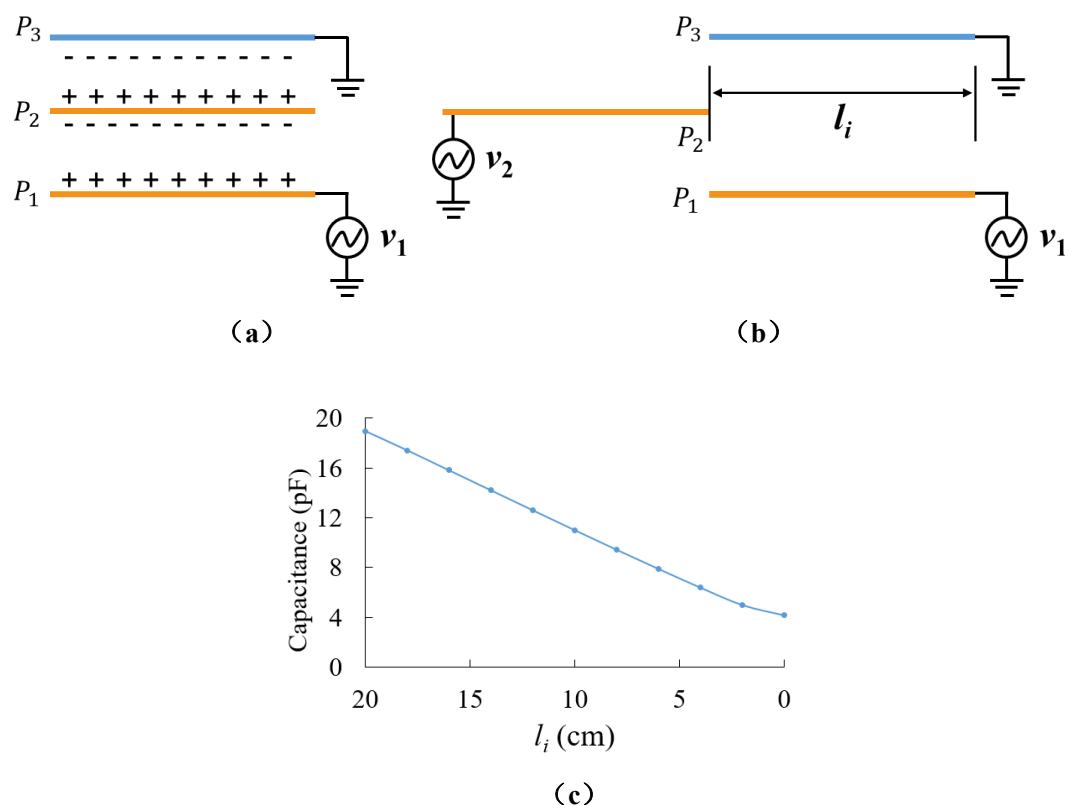 P₃
- - - - - - - - - -
+ + + + + + + + +
P₂
- - - - - - - - - -
+ + + + + + + + +
P₁
v₁
（a）
P₃
lᵢ
P₂
v₂
P₁
v₁
（b）
20
16
12
8
4
0
Capacitance (pF)
20 15 10 5 0
lᵢ (cm)
（c）